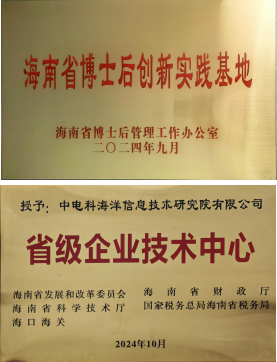 海南省博士后创新实践基地
海南省博士后管理工作办公室
二〇二四年九月
授予：中电科海洋信息技术研究院有限公司
省级企业技术中心
海南省发展和改革委员会 海南省财政厅
海南省科学技术厅 国家税务总局海南省税务局
海口海关
2024年10月